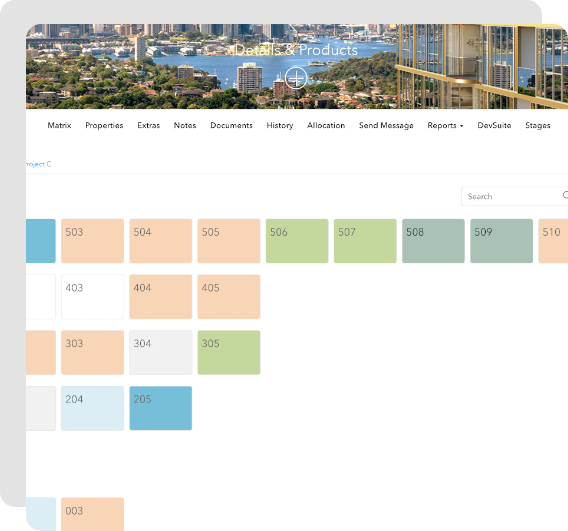 Details & Products
Matrix Properties Extras Notes Documents History Allocation Send Message Reports DevSuite Stages
roject C
Search
503 504 505 506 507 508 509 510
403 404 405
303 304 305
204 205
003